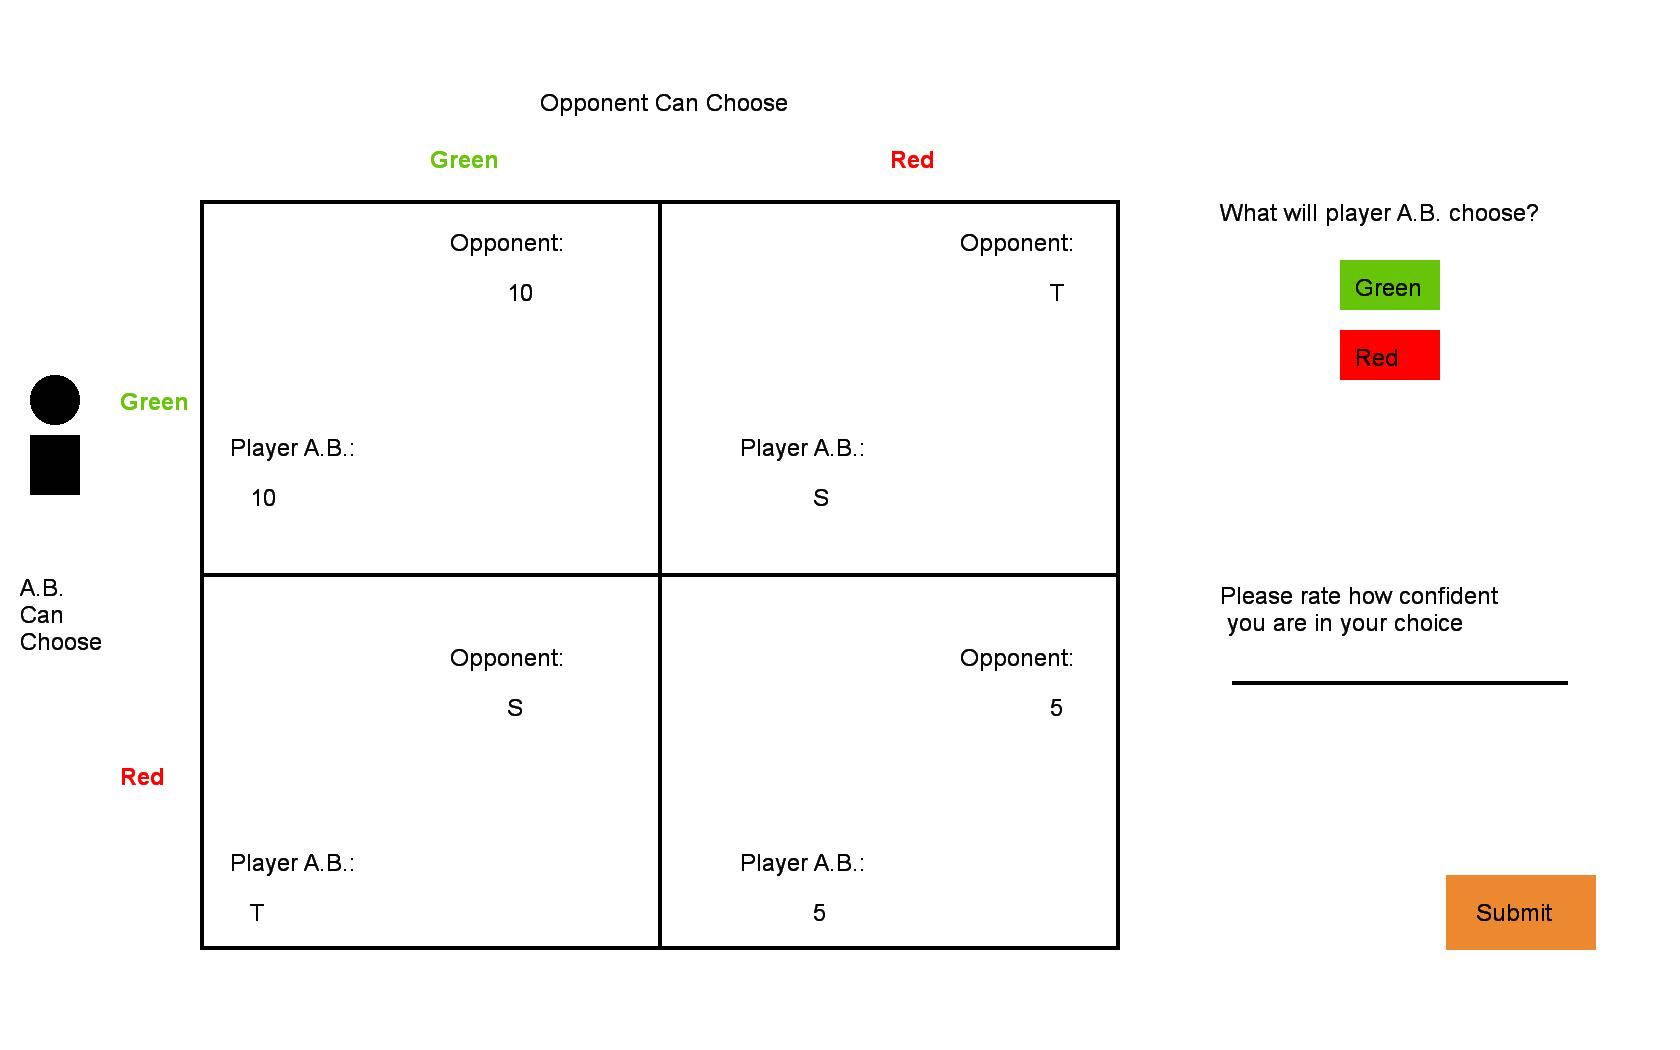 Opponent Can Choose
Green
Red
Opponent:
10
Opponent:
T
Green
Player A.B.:
10
Player A.B.:
S
A.B.
Can
Choose
Opponent:
S
Opponent:
5
Red
Player A.B.:
T
Player A.B.:
5
What will player A.B. choose?
Green
Red
Please rate how confident
you are in your choice
Submit